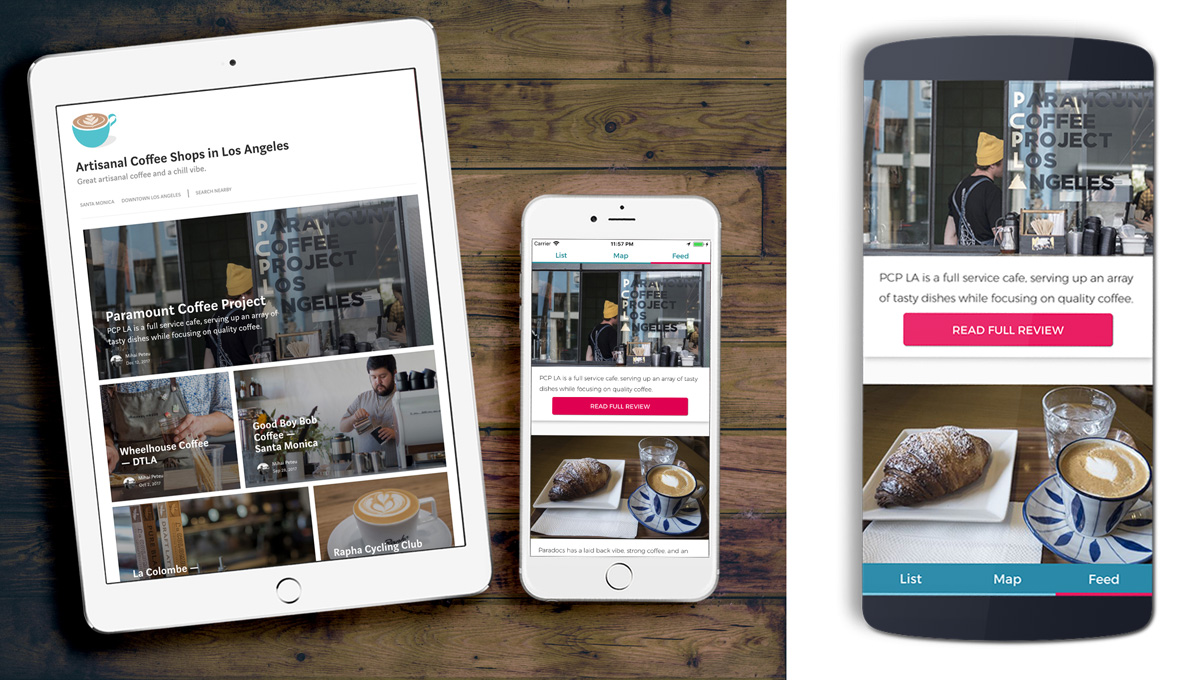 Artisanal Coffee Shops in Los Angeles
Great artisanal coffee and a chill vibe.
SANTA MONICA DOWNTOWN LOS ANGELES | SEARCH NEARBY
PARAMOUNT
COFFEE
PROJECT
LOS
ANGELES
Paramount Coffee Project
PCP LA is a full service cafe, serving up an array of
tasty dishes while focusing on quality coffee.
Mihai Peteu
Dec 12, 2017
Wheelhouse Coffee
— DTLA
Mihai Peteu
Oct 2, 2017
Good Boy Bob
Coffee —
Santa Monica
Mihai Peteu
Sep 26, 2017
La Colombe —
Rapha Cycling Club
Carrier 11:57 PM
List Map Feed
PARAMOUNT
COFFEE
PROJECT
LOS
ANGELES
PCP LA is a full service cafe, serving up an array of tasty
dishes while focusing on quality coffee.
READ FULL REVIEW
Paradocs has a laid back vibe, strong coffee, and an
PARAMOUNT
COFFEE
PROJECT
LOS
ANGELES
PCP LA is a full service cafe, serving up an array
of tasty dishes while focusing on quality coffee.
READ FULL REVIEW
List Map Feed